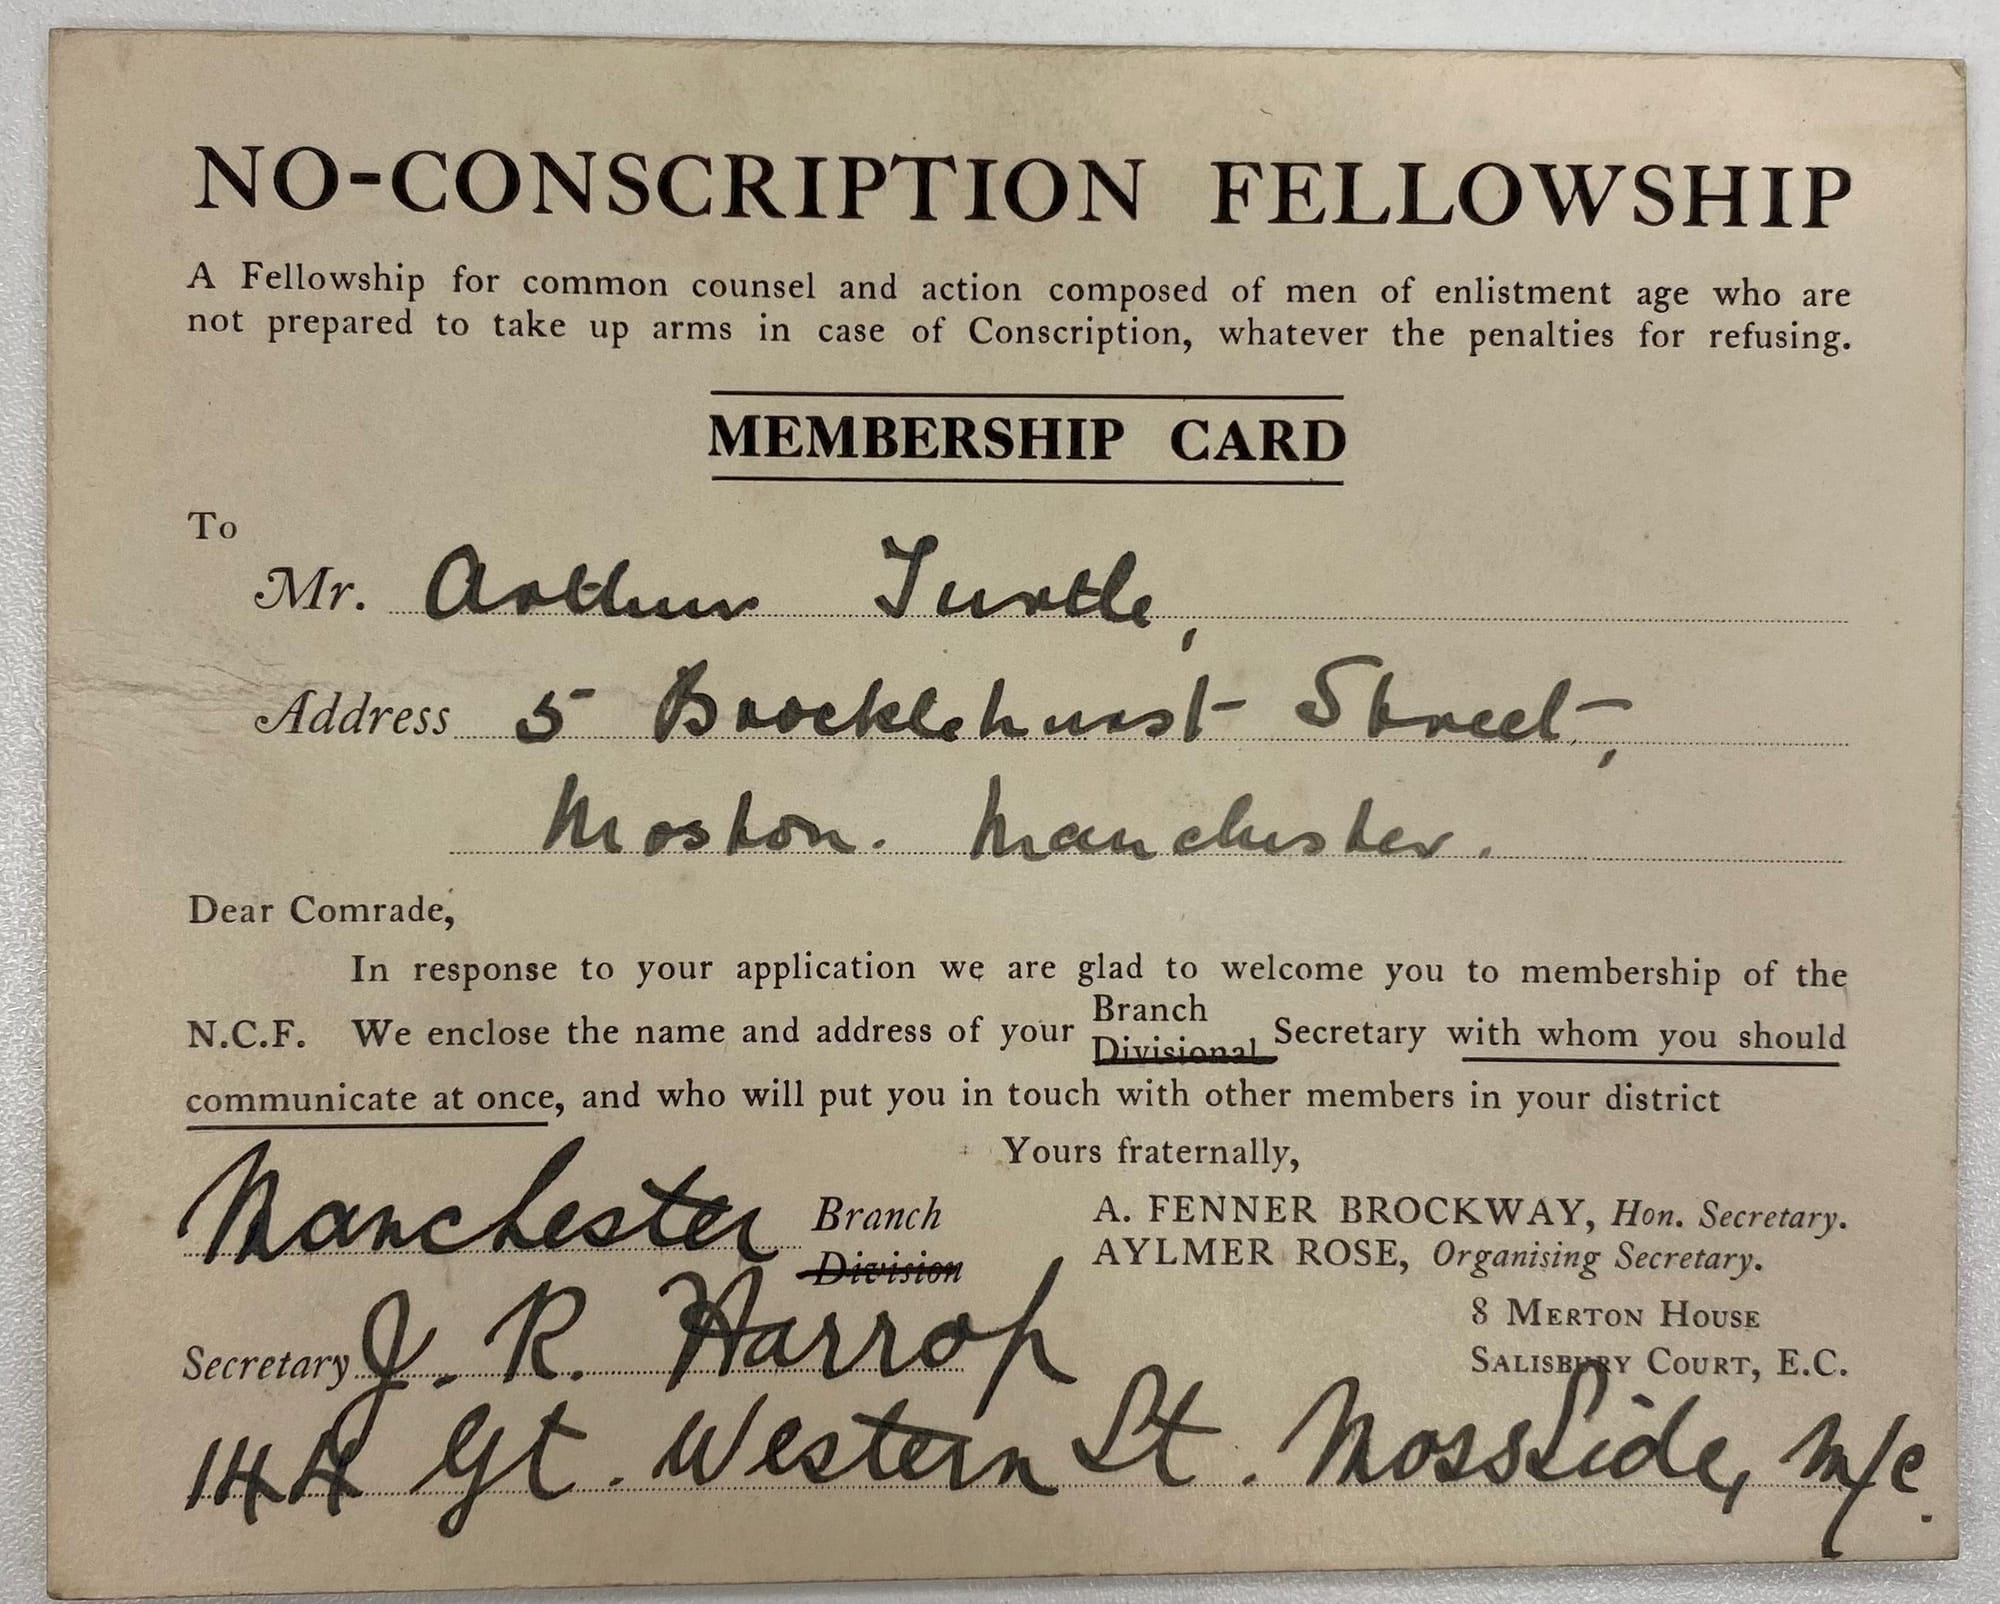 NO-CONSCRIPTION FELLOWSHIP
A Fellowship for common counsel and action composed of men of enlistment age who are
not prepared to take up arms in case of Conscription, whatever the penalties for refusing.
MEMBERSHIP CARD
To
Mr. Arthur Turtle,
Address 5 Brocklehurst Street,
Moston. Manchester.
Dear Comrade,
In response to your application we are glad to welcome you to membership of the
Branch
N.C.F. We enclose the name and address of your Divisional Secretary with whom you should
communicate at once, and who will put you in touch with other members in your district
Yours fraternally,
Manchester Branch
Division
A. FENNER BROCKWAY, Hon. Secretary.
AYLMER ROSE, Organising Secretary.
8 MERTON HOUSE
SALISBURY COURT, E.C.
Secretary J. R. Harrop
144 Gt. Western St. MossSide, M/c.